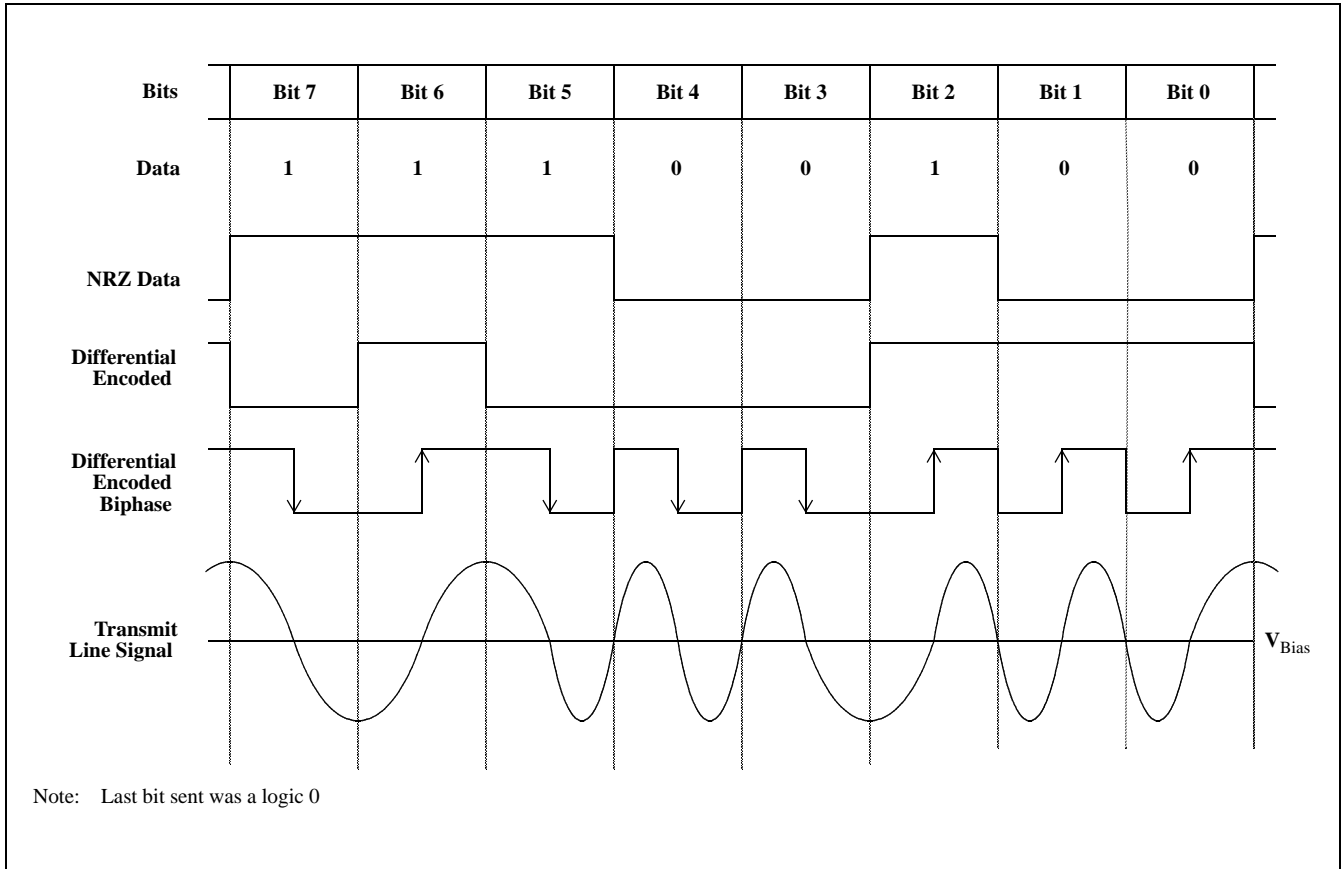 Bits Bit 7 Bit 6 Bit 5 Bit 4 Bit 3 Bit 2 Bit 1 Bit 0
Data 1 1 1 0 0 1 0 0
NRZ Data
Differential
Encoded
Differential
Encoded
Biphase
Transmit
Line Signal
VBias
Note: Last bit sent was a logic 0